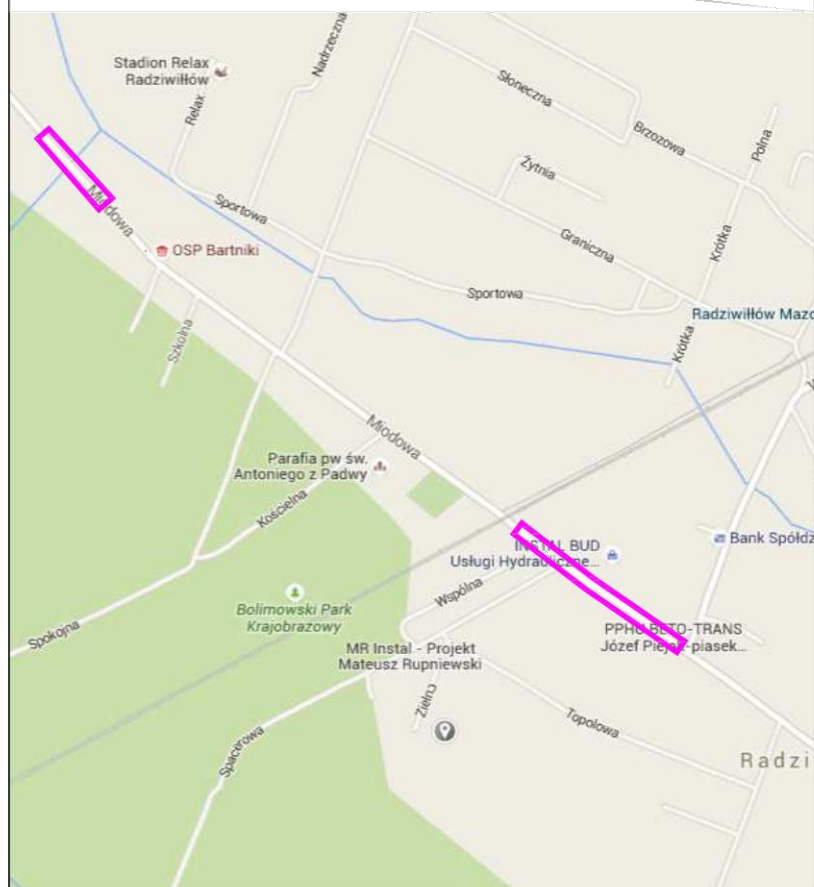 Stadion Relax
Radziwiłłów
Nadrzeczna
Relax
Słoneczna
Brzozowa
Polna
Żytnia
Miodowa
Sportowa
OSP Bartniki
Graniczna
Krótka
Sportowa
Radziwiłłów Mazo
Szkolna
Krótka
Miodowa
Parafia pw św.
Antoniego z Padwy
Kościelna
INSTAL BUD
Usługi Hydrauliczne...
Bank Spółdz
Wspólna
Bolimowski Park
Krajobrazowy
PPHU BETO-TRANS
Józef Piejak-piasek...
Spokojna
MR Instal - Projekt
Mateusz Rupniewski
Zielna
Topolowa
Spacerowa
Radzi